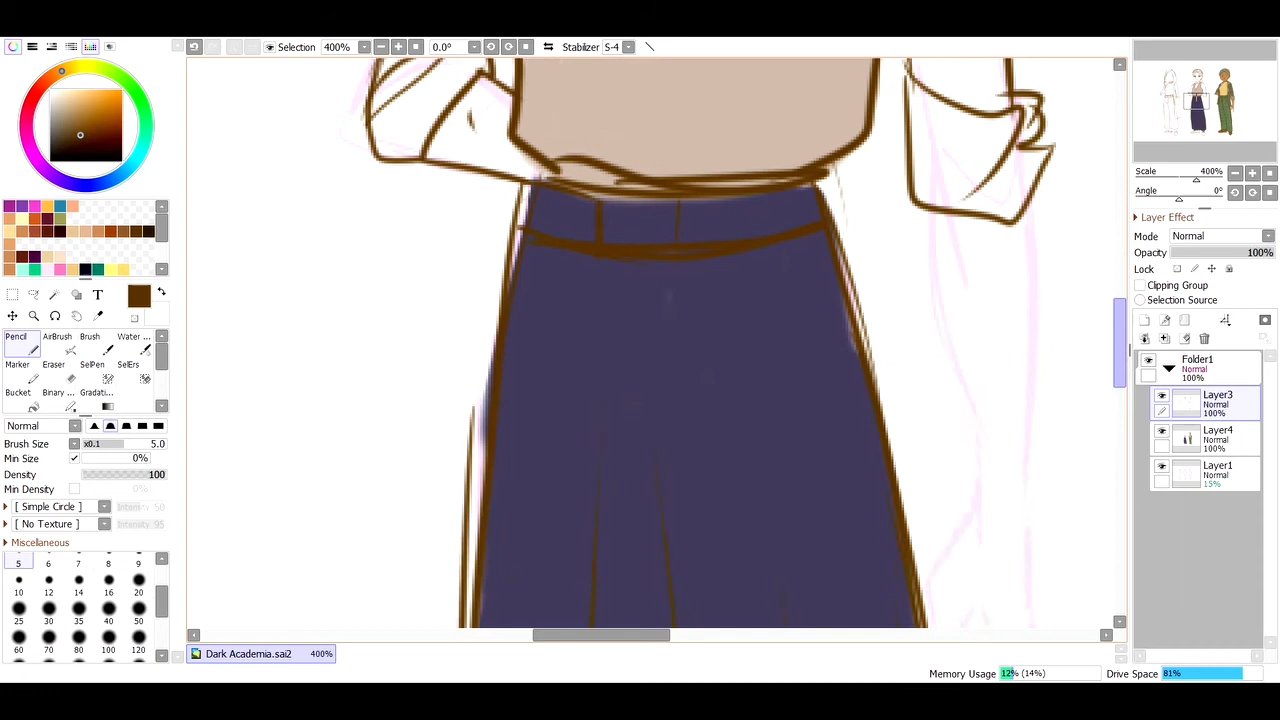 Selection 400% 0.0° Stabilizer S-4
T
Pencil AirBrush Brush Water ...
Marker Eraser SelPen SelErs
Bucket Binary ... Gradati...
Normal
Brush Size x0.1 5.0
Min Size 0%
Density 100
Min Density 0%
[ Simple Circle ] Intensity 50
[ No Texture ] Intensity 95
Miscellaneous
5 6 7 8 9
10 12 14 16 20
25 30 35 40 50
60 70 80 100 120
Dark Academia.sai2 400%
Scale 400%
Angle 0°
Layer Effect
Mode Normal
Opacity 100%
Lock
Clipping Group
Selection Source
Folder1
Normal
100%
Layer3
Normal
100%
Layer4
Normal
100%
Layer1
Normal
15%
Memory Usage 12% (14%) Drive Space 81%